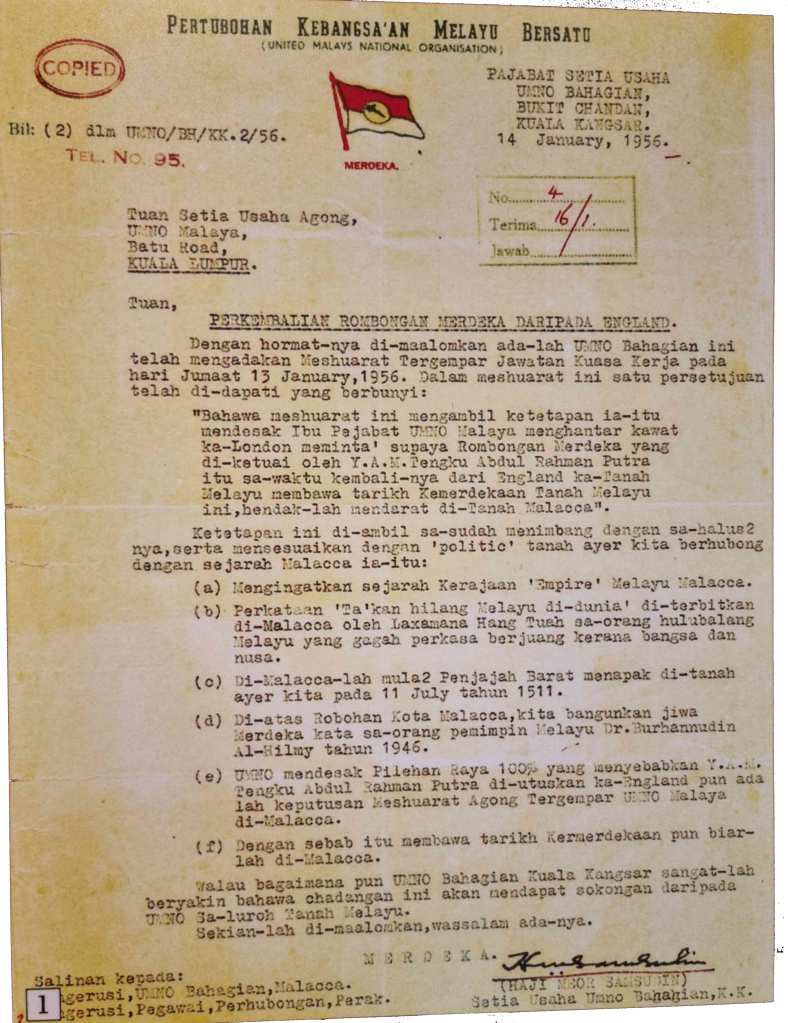 PERTUBOHAN KEBANGSA'AN MELAYU BERSATU
(UNITED MALAYS NATIONAL ORGANISATION)
COPIED
PAJABAT SETIA USAHA
UMNO BAHAGIAN,
BUKIT CHANDAN,
KUALA KANGSAR.
14 January, 1956.
Bil: (2) dlm UMNO/BH/KK.2/56.
TEL. No. 95.
MERDEKA.
No. 4
Terima 16/1.
Jawab
Tuan Setia Usaha Agong,
UMNO Malaya,
Batu Road,
KUALA LUMPUR.
Tuan,
PERKEMBALIAN ROMBONGAN MERDEKA DARIPADA ENGLAND.
Dengan hormat-nya di-maalomkan ada-lah UMNO Bahagian ini
telah mengadakan Meshuarat Tergempar Jawatan Kuasa Kerja pada
hari Jumaat 13 January,1956. Dalam meshuarat ini satu persetujuan
telah di-dapati yang berbunyi:
"Bahawa meshuarat ini mengambil ketetapan ia-itu
mendesak Ibu Pejabat UMNO Malaya menghantar kawat
ka-London meminta' supaya Rombongan Merdeka yang
di-ketuai oleh Y.A.M.Tengku Abdul Rahman Putra
itu sa-waktu kembali-nya dari England ka-Tanah
Melayu membawa tarikh Kemerdekaan Tanah Melayu
ini,hendak-lah mendarat di-Tanah Malacca".
Ketetapan ini di-ambil sa-sudah menimbang dengan sa-halus2
nya,serta mensesuaikan dengan 'politic' tanah ayer kita berhubong
dengan sejarah Malacca ia-itu:
(a) Mengingatkan sejarah Kerajaan 'Empire' Melayu Malacca.
(b) Perkataan 'Ta'kan hilang Melayu di-dunia' di-terbitkan
di-Malacca oleh Laxamana Hang Tuah sa-orang hulubalang
Melayu yang gagah perkasa berjuang kerana bangsa dan
nusa.
(c) Di-Malacca-lah mula2 Penjajah Barat menapak di-tanah
ayer kita pada 11 July tahun 1511.
(d) Di-atas Robohan Kota Malacca,kita bangunkan jiwa
Merdeka kata sa-orang pemimpin Melayu Dr.Burhannudin
Al-Hilmy tahun 1946.
(e) UMNO mendesak Pilehan Raya 100% yang menyebabkan Y.A.M.
Tengku Abdul Rahman Putra di-utuskan ka-England pun ada
lah keputusan Meshuarat Agong Tergempar UMNO Malaya
di-Malacca.
(f) Dengan sebab itu membawa tarikh Kermerdekaan pun biar-
lah di-Malacca.
Walau bagaimana pun UMNO Bahagian Kuala Kangsar sangat-lah
beryakin bahawa chadangan ini akan mendapat sokongan daripada
UMNO Sa-luroh Tanah Melayu.
Sekian-lah di-maalomkan,wassalam ada-nya.
MERDEKA.
(HAJI MEOR SAMSUDIN)
Setia Usaha Umno Bahagian,K.K.
Salinan kepada:
gerusi,UMNO Bahagian,Malacca.
gerusi,Pegawai,Perhubongan,Perak.
1